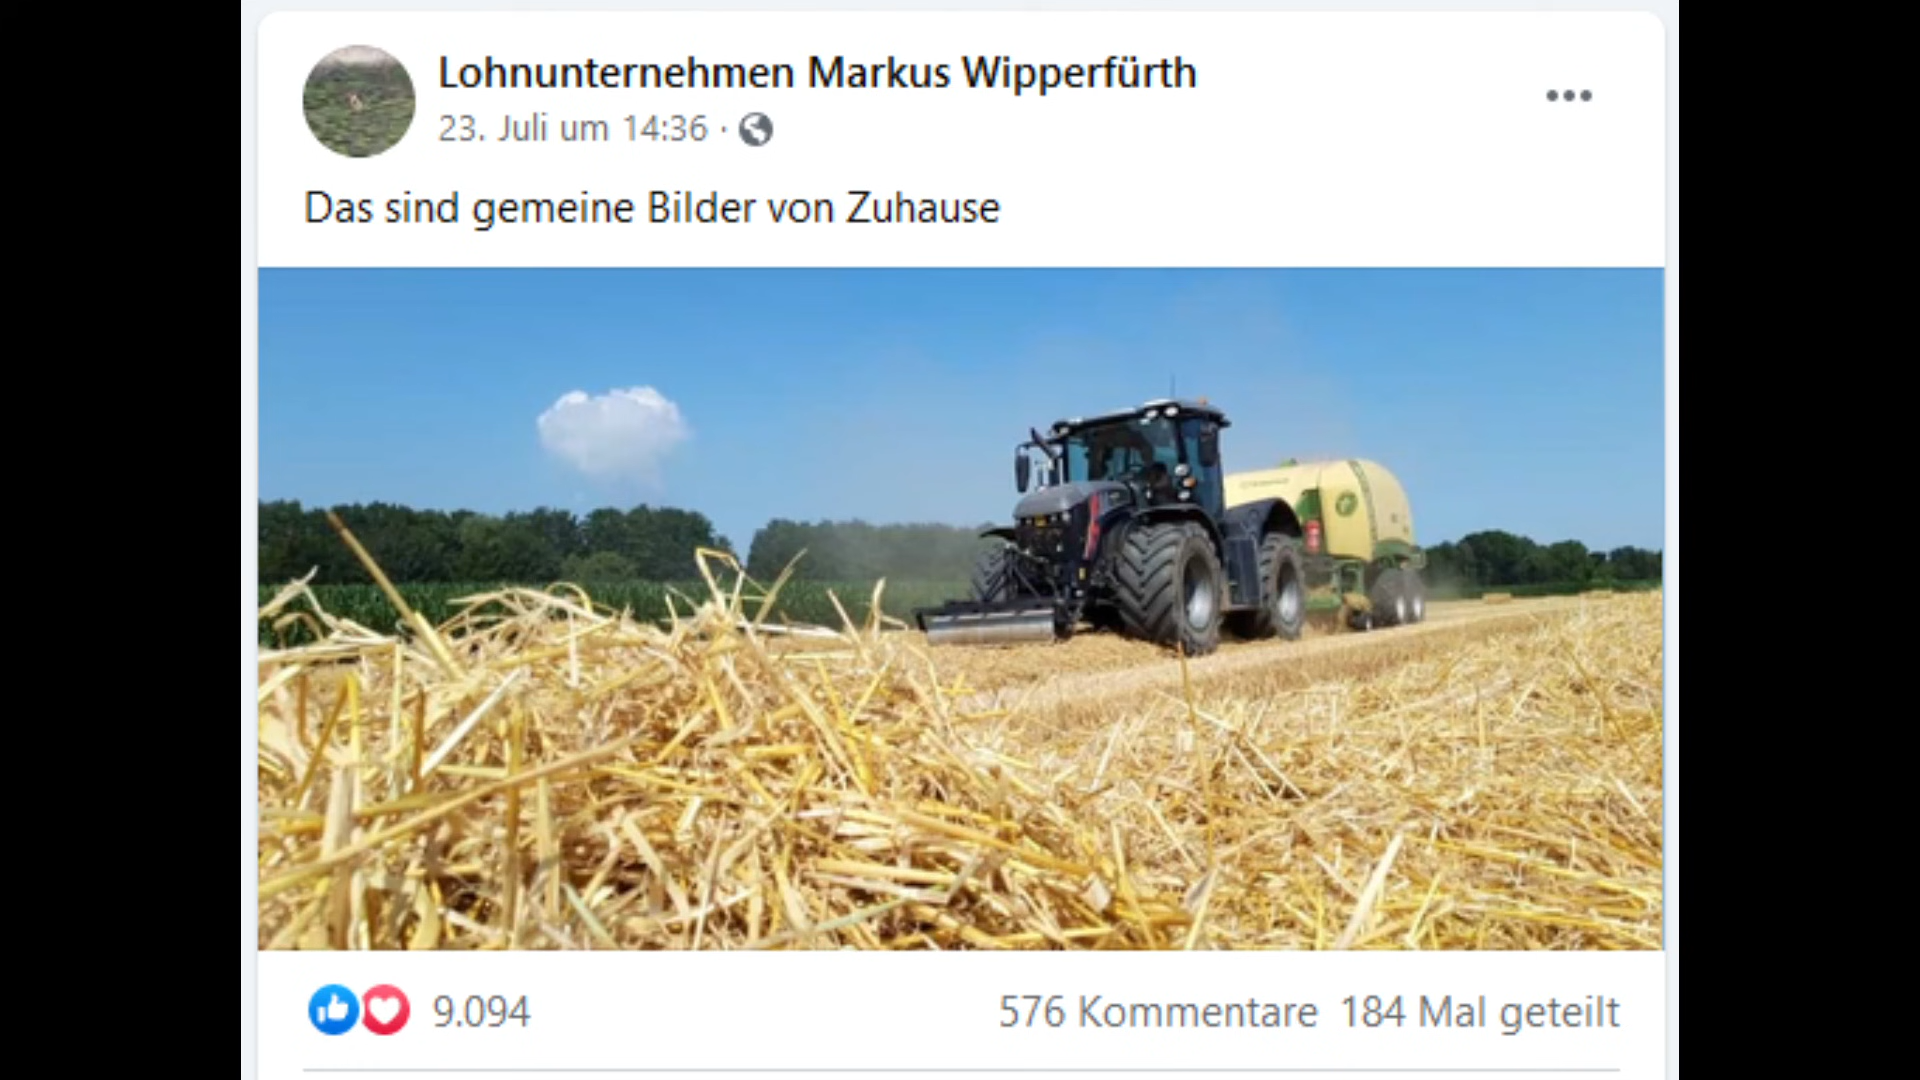 Lohnunternehmen Markus Wipperfürth
23. Juli um 14:36 ·
Das sind gemeine Bilder von Zuhause
9.094
576 Kommentare 184 Mal geteilt